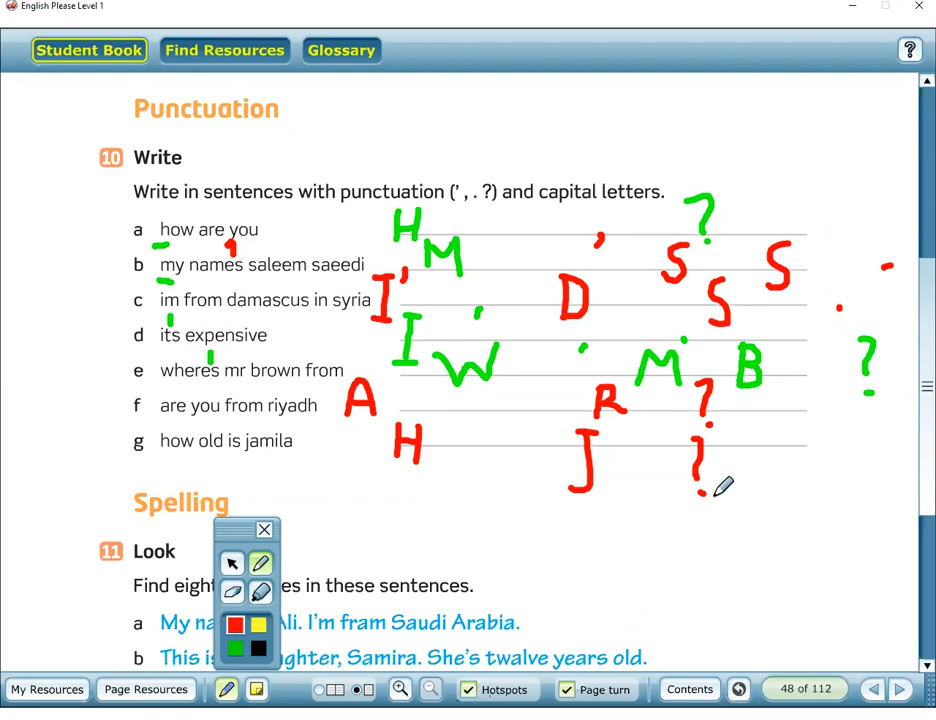 English Please Level 1
Student Book Find Resources Glossary ?
Punctuation
10 Write
Write in sentences with punctuation (’ , . ?) and capital letters.
a how are you H ?
b my names saleem saeedi M ' S S .
c im from damascus in syria I ' D S .
d its expensive I '
e wheres mr brown from W ' M . B ?
f are you from riyadh A R ?
g how old is jamila H J ?
Spelling
11 Look
Find eight es in these sentences.
a My na Ali. I’m fram Saudi Arabia.
b This is ughter, Samira. She’s twalve years old.
My Resources Page Resources Hotspots Page turn Contents 48 of 112